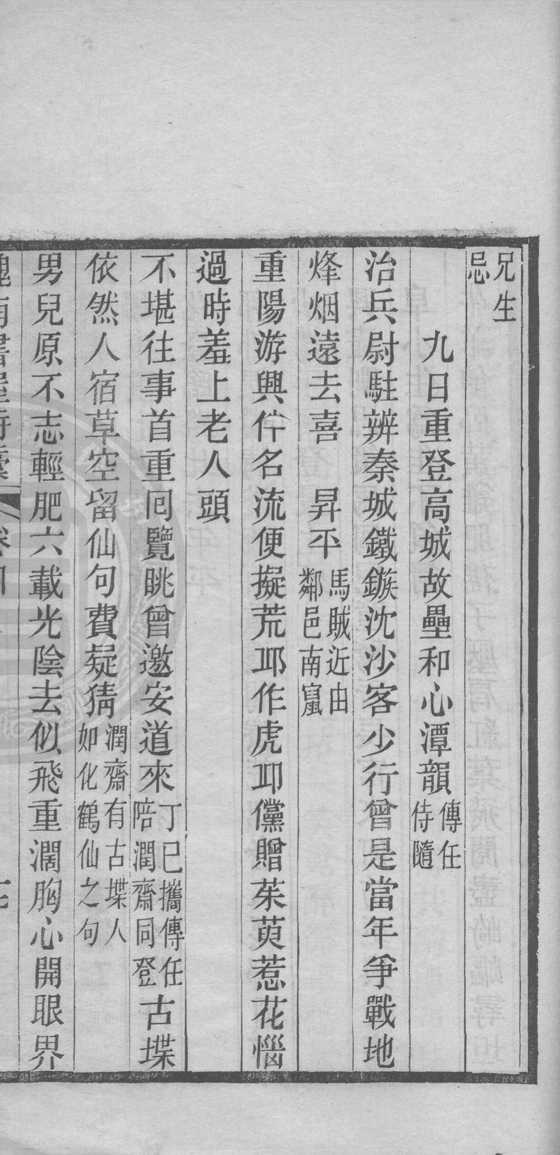 兄生
忌
九日重登高城故壘和心潭韻
傳任
侍隨
治兵尉駐辨秦城鐵鏃沈沙客少行曾是當年爭戰地
烽烟遠去喜　昇平
馬賊近由
鄰邑南竄
重陽游興伴名流便擬荒邱作虎邱儻贈茱萸惹花惱
過時羞上老人頭
不堪往事首重囘覽眺曾邀安道來
丁巳攜傳任
陪潤齋同登
古堞
依然人宿草空留仙句費疑猜
潤齋有古堞人
如化鶴仙之句
男兒原不志輕肥六載光陰去似飛重濶胸心開眼界